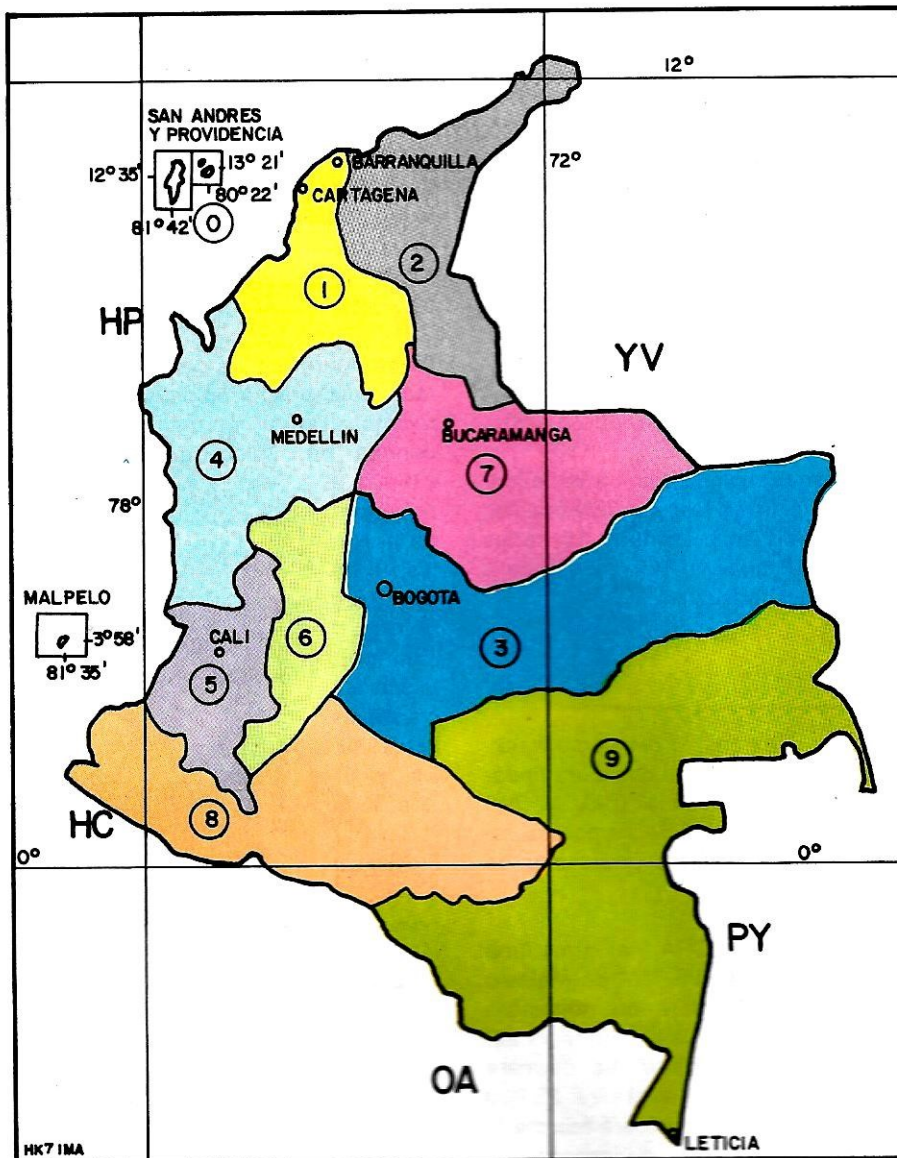 12°
SAN ANDRES
Y PROVIDENCIA
12° 35'
13° 21'
80° 22'
81° 42'
0
BARRANQUILLA
CARTAGENA
72°
2
1
HP
YV
MEDELLIN
BUCARAMANGA
4
7
78°
BOGOTA
MALPELO
3° 58'
81° 35'
CALI
6
3
5
9
HC
8
0°
0°
PY
OA
LETICIA
HK7 IMA